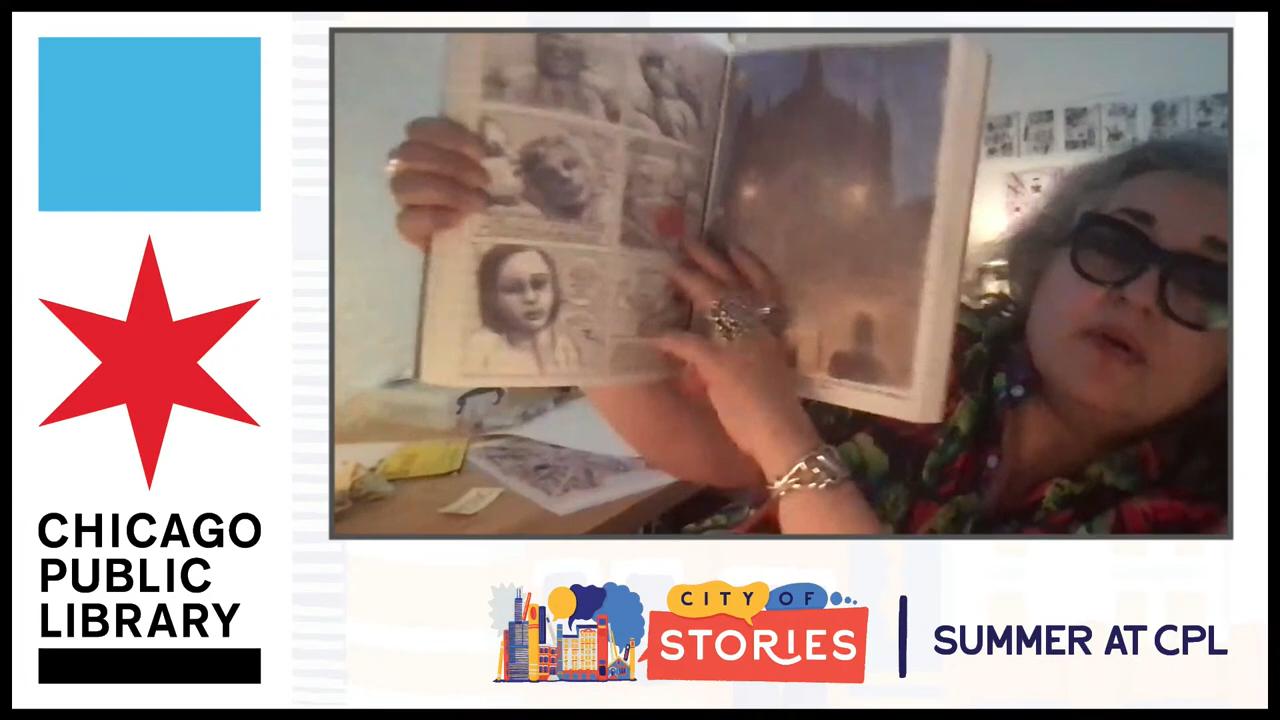 CHICAGO
PUBLIC
LIBRARY
CITY OF
STORIES
SUMMER AT CPL